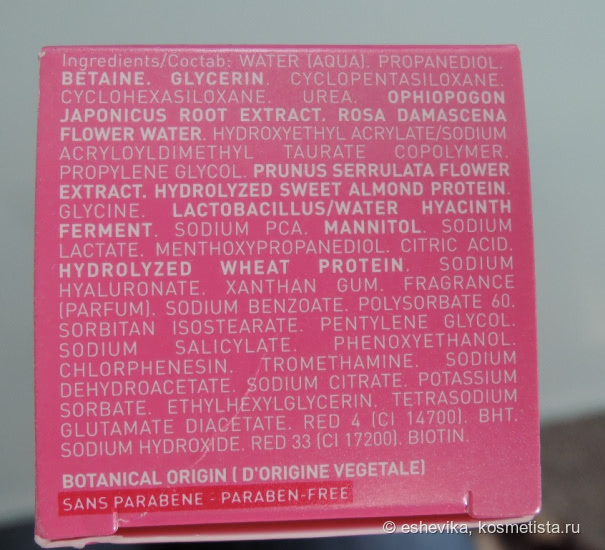 Ingredients/Состав: WATER (AQUA). PROPANEDIOL.
BETAINE. GLYCERIN. CYCLOPENTASILOXANE.
CYCLOHEXASILOXANE. UREA. OPHIOPOGON
JAPONICUS ROOT EXTRACT. ROSA DAMASCENA
FLOWER WATER. HYDROXYETHYL ACRYLATE/SODIUM
ACRYLOYLDIMETHYL TAURATE COPOLYMER.
PROPYLENE GLYCOL. PRUNUS SERRULATA FLOWER
EXTRACT. HYDROLYZED SWEET ALMOND PROTEIN.
GLYCINE. LACTOBACILLUS/WATER HYACINTH
FERMENT. SODIUM PCA. MANNITOL. SODIUM
LACTATE. MENTHOXYPROPANEDIOL. CITRIC ACID.
HYDROLYZED WHEAT PROTEIN. SODIUM
HYALURONATE. XANTHAN GUM. FRAGRANCE
(PARFUM). SODIUM BENZOATE. POLYSORBATE 60.
SORBITAN ISOSTEARATE. PENTYLENE GLYCOL.
SODIUM SALICYLATE. PHENOXYETHANOL.
CHLORPHENESIN. TROMETHAMINE. SODIUM
DEHYDROACETATE. SODIUM CITRATE. POTASSIUM
SORBATE. ETHYLHEXYLGLYCERIN. TETRASODIUM
GLUTAMATE DIACETATE. RED 4 (CI 14700). BHT.
SODIUM HYDROXIDE. RED 33 (CI 17200). BIOTIN.
BOTANICAL ORIGIN ( D'ORIGINE VEGETALE)
SANS PARABENE - PARABEN-FREE
© eshevika, kosmetista.ru